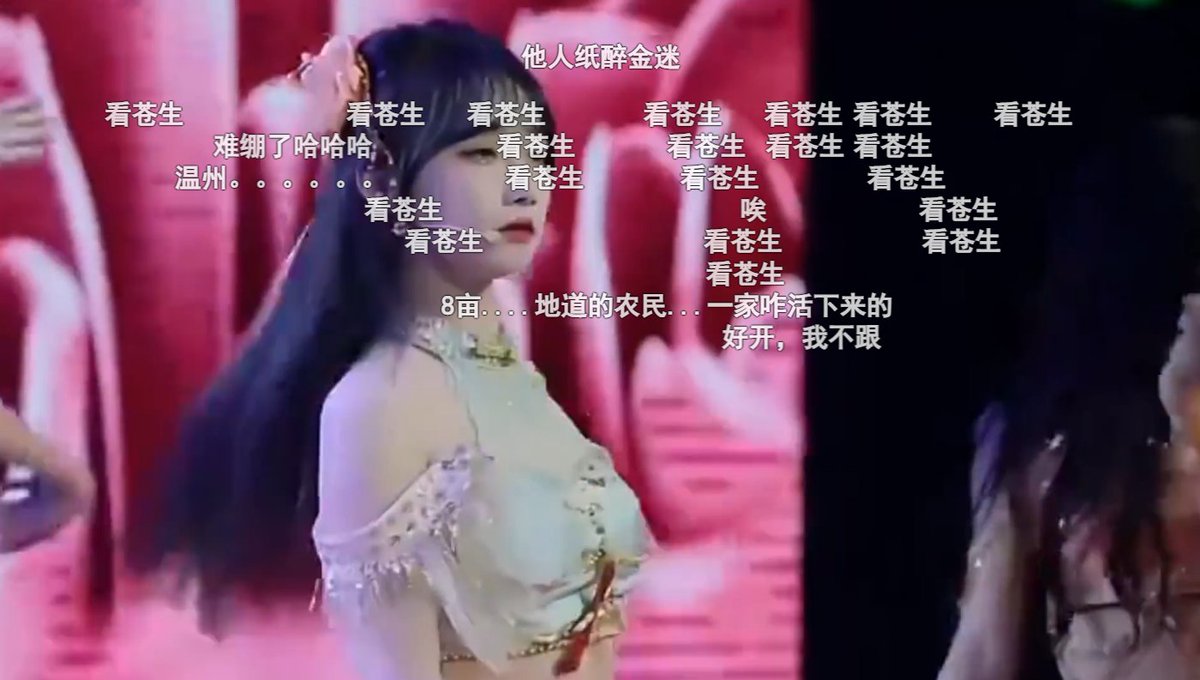 他人纸醉金迷
看苍生 看苍生 看苍生 看苍生 看苍生 看苍生 看苍生
难绷了哈哈哈 看苍生 看苍生 看苍生 看苍生
温州。。。。。。 看苍生 看苍生 看苍生
看苍生 唉 看苍生
看苍生 看苍生 看苍生
看苍生
8亩....地道的农民...一家咋活下来的
好开，我不跟